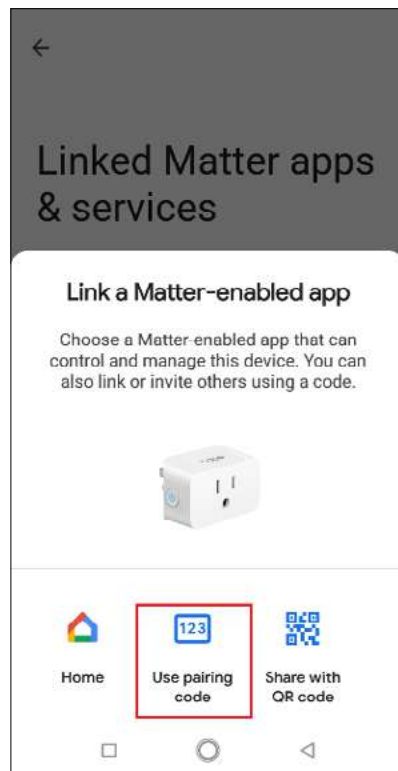 Linked Matter apps
& services
Link a Matter-enabled app
Choose a Matter-enabled app that can
control and manage this device. You can
also link or invite others using a code.
123
Home
Use pairing
code
Share with
QR code